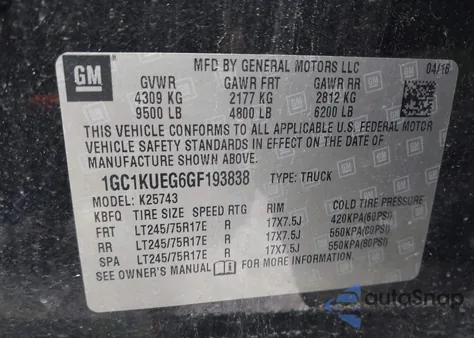 GM
MFD BY GENERAL MOTORS LLC 04/16
GVWR GAWR FRT GAWR RR
4309 KG 2177 KG 2812 KG
9500 LB 4800 LB 6200 LB
THIS VEHICLE CONFORMS TO ALL APPLICABLE U.S. FEDERAL MOTOR
VEHICLE SAFETY STANDARDS IN EFFECT ON THE DATE OF
MANUFACTURE SHOWN ABOVE.
1GC1KUEG6GF193838 TYPE: TRUCK
MODEL: K25743
KBFQ TIRE SIZE SPEED RTG RIM COLD TIRE PRESSURE
FRT LT245/75R17E R 17X7.5J 420KPA(60PSI)
RR LT245/75R17E R 17X7.5J 550KPA(80PSI)
SPA LT245/75R17E R 17X7.5J 550KPA(80PSI)
SEE OWNER'S MANUAL FOR MORE INFORMATION.
autoSnap